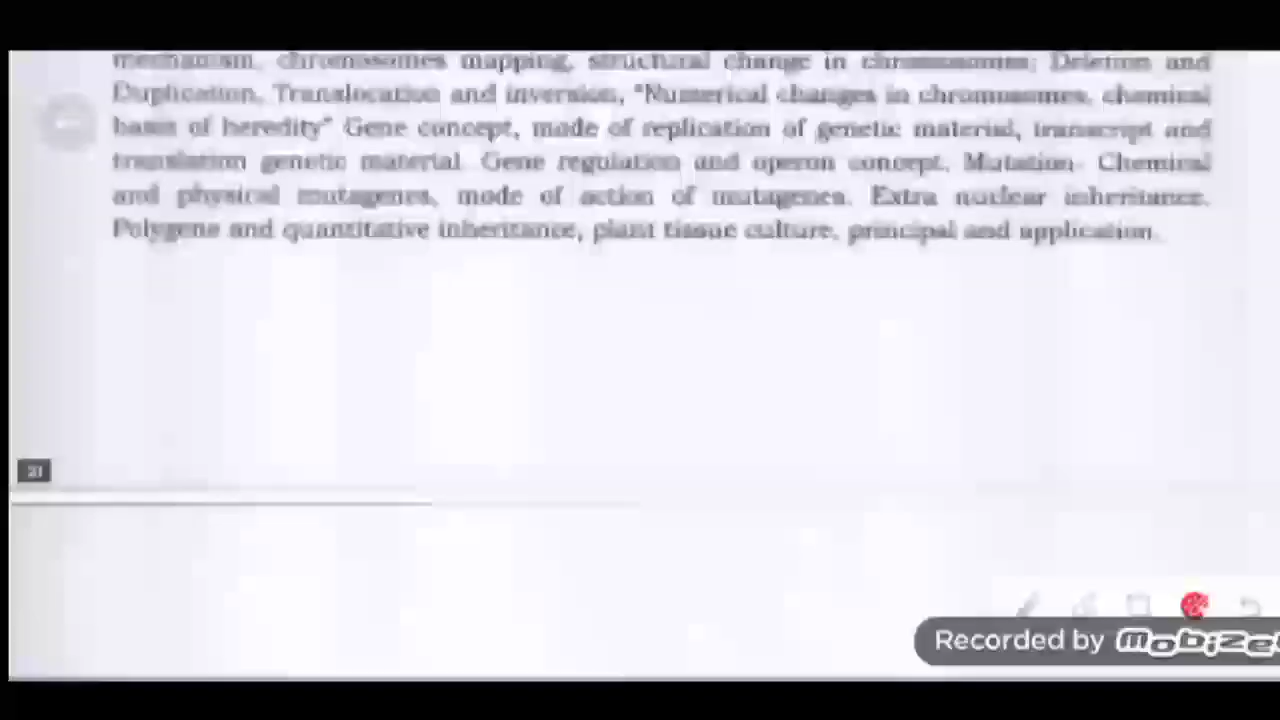 mechanism, chromosomes mapping, structural change in chromosomes; Deletion and
Duplication, Translocation and inversion, "Numerical changes in chromosomes, chemical
basis of heredity" Gene concept, mode of replication of genetic material, transcript and
translation genetic material. Gene regulation and operon concept. Mutation- Chemical
and physical mutagenes, mode of action of mutagenes. Extra nuclear inheritance.
Polygene and quantitative inheritance, plant tissue culture, principal and application.
21
Recorded by Mobizen